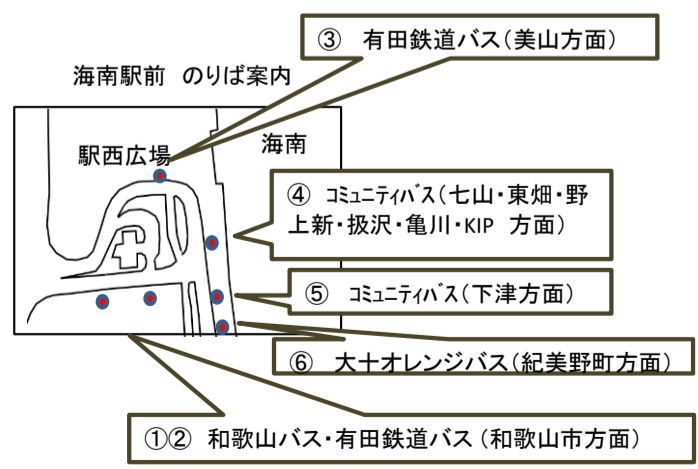 ③　有田鉄道バス(美山方面)
海南駅前 のりば案内
駅西広場
海南
④　ｺﾐｭﾆﾃｨﾊﾞｽ(七山・東畑・野
上新・扱沢・亀川・KIP 方面)
⑤　ｺﾐｭﾆﾃｨﾊﾞｽ(下津方面)
⑥　大十オレンジバス(紀美野町方面)
①② 和歌山バス・有田鉄道バス (和歌山市方面)